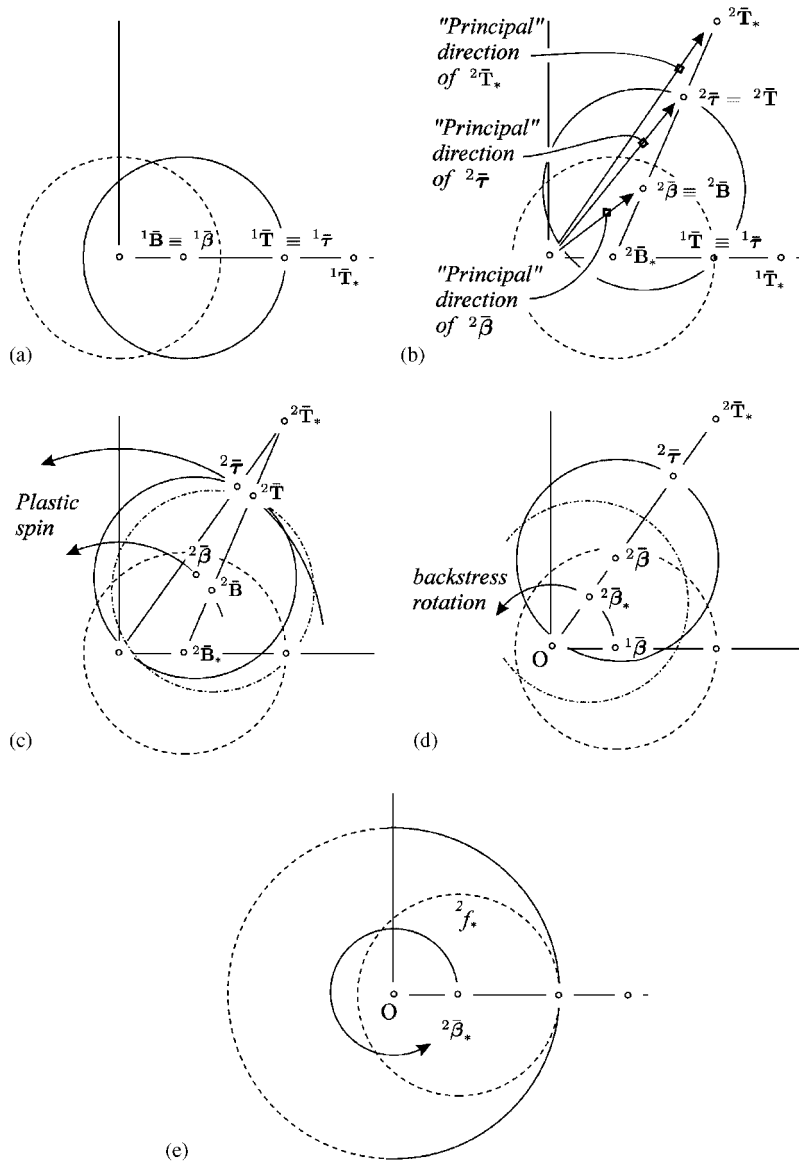 ¹B̄ ≡ ¹β̄
¹T̄ ≡ ¹τ̄
¹T̄*
(a)
"Principal"
direction
of ²T̄*
²T̄*
²τ̄ = ²T̄
"Principal"
direction
of ²τ̄
²β̄ ≡ ²B̄
¹T̄ ≡ ¹τ̄
²B̄*
¹T̄*
"Principal"
direction
of ²β̄
(b)
²T̄*
²τ̄
²T̄
Plastic
spin
²β̄
²B̄
²B̄*
(c)
²T̄*
²τ̄
²β̄
backstress
rotation
²β̄*
O
¹β̄
(d)
²f*
O
²β̄*
(e)